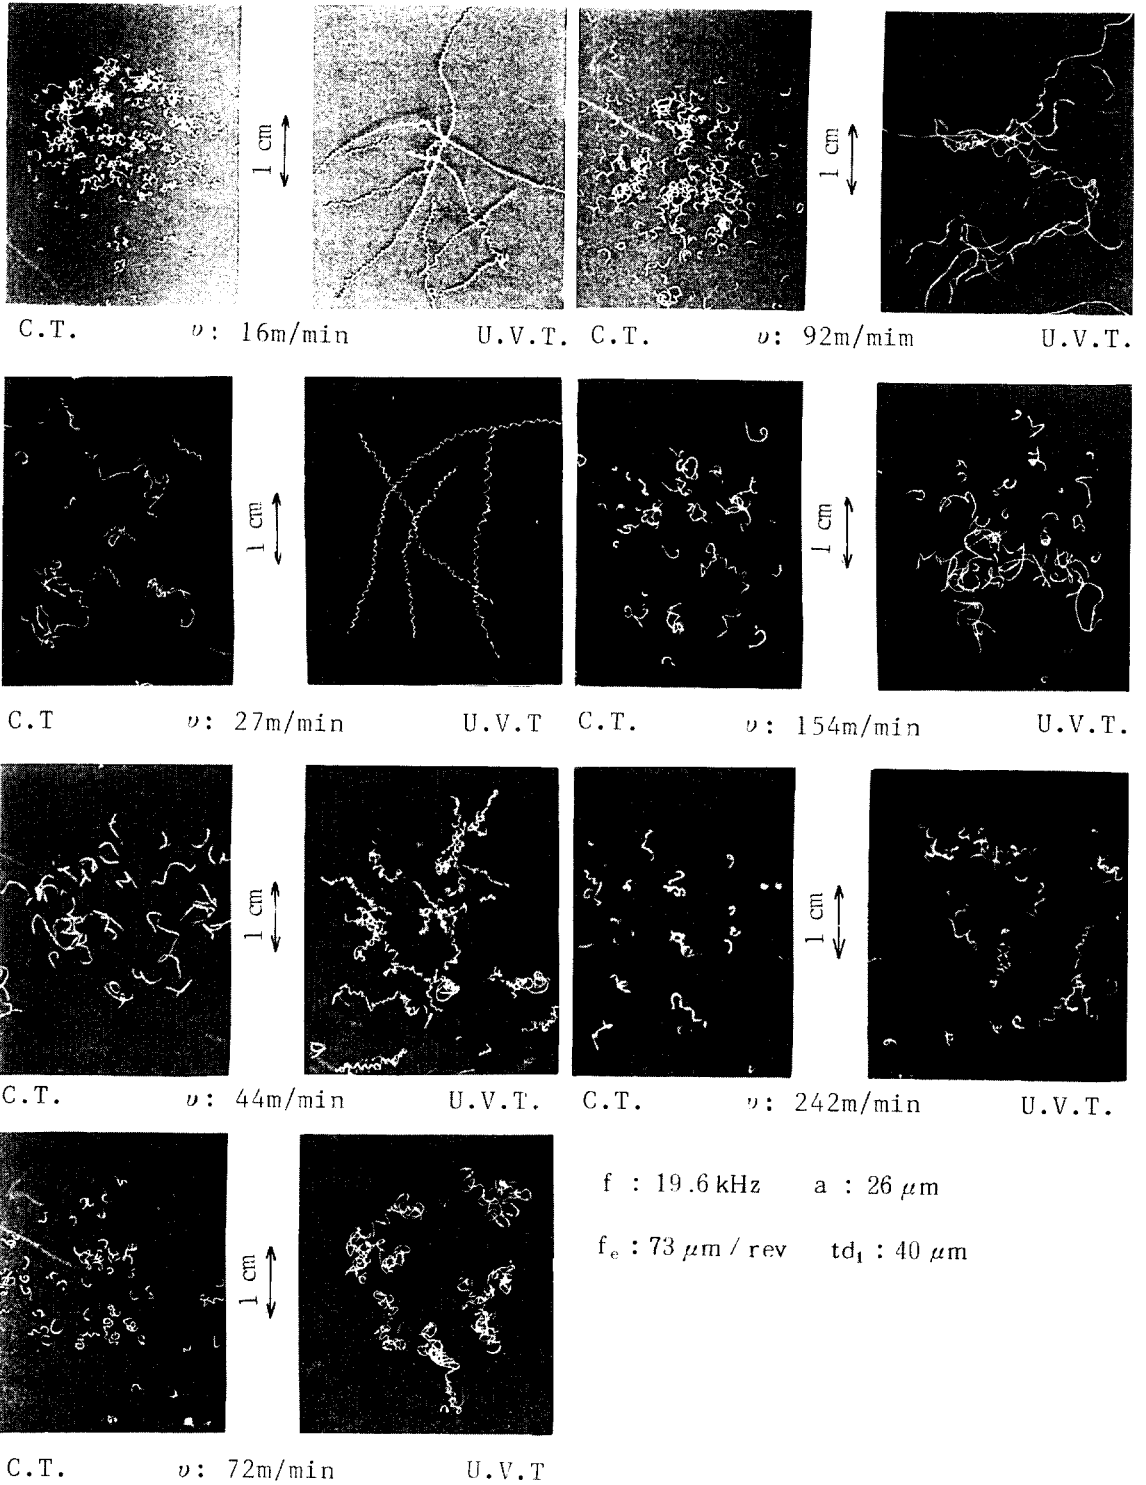 1 cm
1 cm
C.T. υ: 16m/min U.V.T. C.T. υ: 92m/mim U.V.T.
1 cm
1 cm
C.T υ: 27m/min U.V.T C.T. υ: 154m/min U.V.T.
1 cm
1 cm
C.T. υ: 44m/min U.V.T. C.T. υ: 242m/min U.V.T.
1 cm
f : 19.6 kHz a : 26 μm
fₑ : 73 μm / rev td₁ : 40 μm
C.T. υ: 72m/min U.V.T